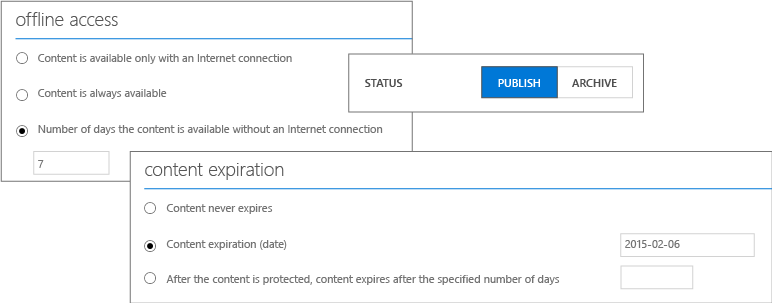 offline access
Content is available only with an Internet connection
Content is always available
Number of days the content is available without an Internet connection
7
STATUS PUBLISH ARCHIVE
content expiration
Content never expires
Content expiration (date) 2015-02-06
After the content is protected, content expires after the specified number of days